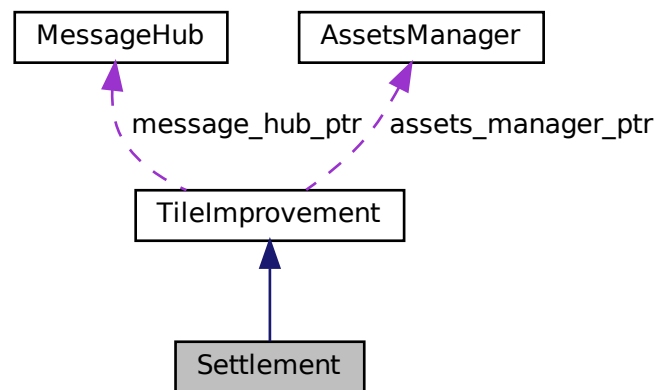 MessageHub
AssetsManager
message_hub_ptr
assets_manager_ptr
TileImprovement
Settlement